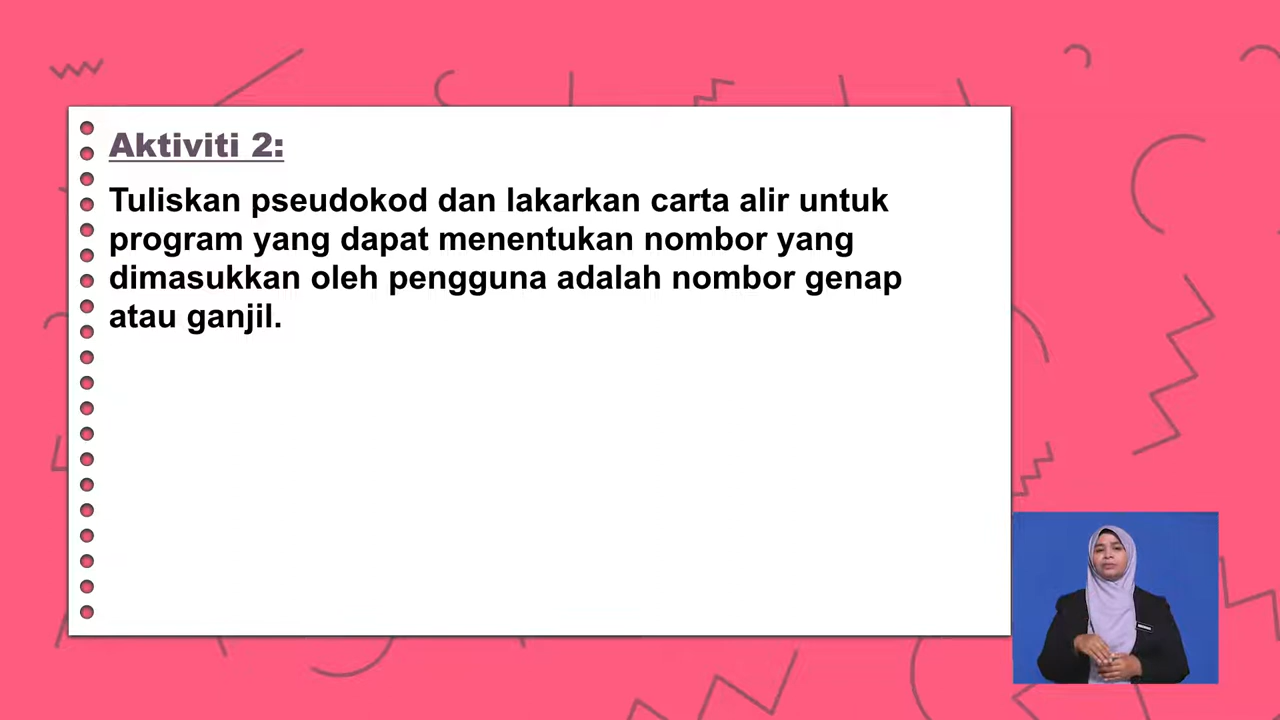 Aktiviti 2:
Tuliskan pseudokod dan lakarkan carta alir untuk
program yang dapat menentukan nombor yang
dimasukkan oleh pengguna adalah nombor genap
atau ganjil.